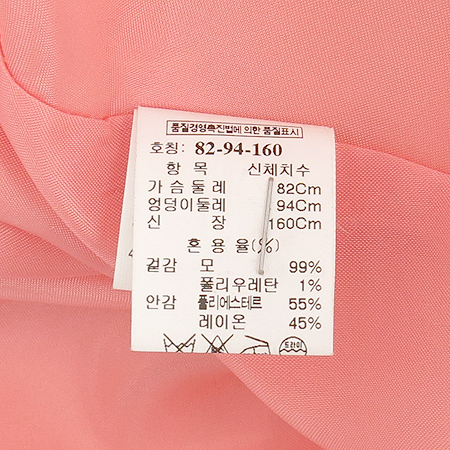 품질경영촉진법에 의한 품질표시
호칭: 82-94-160
항 목 신체치수
가슴둘레 82Cm
엉덩이둘레 94Cm
신 장 160Cm
혼용율(%)
겉감 모 99%
폴리우레탄 1%
안감 폴리에스테르 55%
레이온 45%
드라이